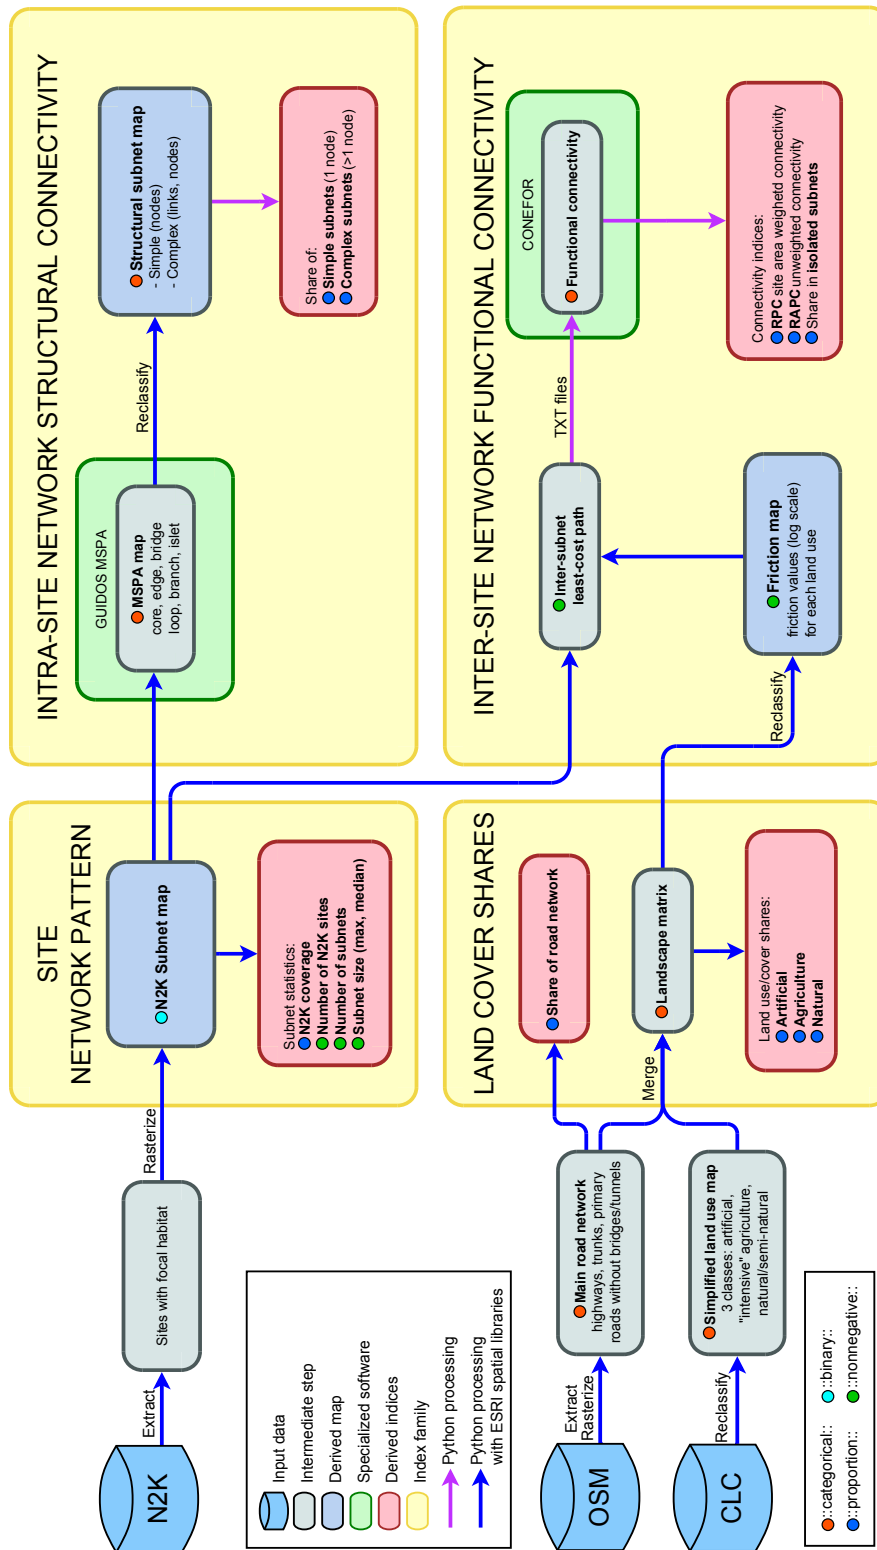 N2K
Extract
Sites with focal habitat
Rasterize
SITE
NETWORK PATTERN
N2K Subnet map
Subnet statistics:
N2K coverage
Number of N2K sites
Number of subnets
Subnet size (max, median)
INTRA-SITE NETWORK STRUCTURAL CONNECTIVITY
GUIDOS MSPA
MSPA map
core, edge, bridge
loop, branch, islet
Reclassify
Structural subnet map
- Simple (nodes)
- Complex (links, nodes)
Share of:
Simple subnets (1 node)
Complex subnets (>1 node)
Input data
Intermediate step
Derived map
Specialized software
Derived indices
Index family
Python processing
Python processing
with ESRI spatial libraries
OSM
Extract
Rasterize
Main road network
highways, trunks, primary
roads without bridges/tunnels
CLC
Reclassify
Simplified land use map
3 classes: artificial,
"intensive" agriculture,
natural/semi-natural
LAND COVER SHARES
Share of road network
Merge
Landscape matrix
Land use/cover shares:
Artificial
Agriculture
Natural
INTER-SITE NETWORK FUNCTIONAL CONNECTIVITY
Inter-subnet
least-cost path
Reclassify
Friction map
friction values (log scale)
for each land use
TXT files
CONEFOR
Functional connectivity
Connectivity indices:
RPC site area weighetd connectivity
RAPC unweighted connectivity
Share in isolated subnets
::categorical::
::binary::
::proportion::
::nonnegative::